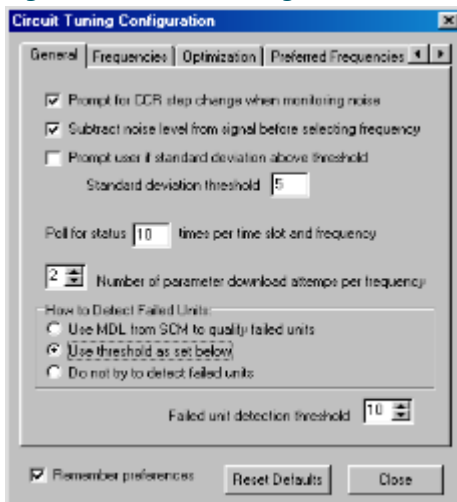 Circuit Tuning Configuration
General Frequencies Optimization Preferred Frequencies
Prompt for CCR step change when monitoring noise
Subtract noise level from signal before selecting frequency
Prompt user if standard deviation above threshold
Standard deviation threshold 5
Poll for status 10 times per time slot and frequency
2 Number of parameter download attemps per frequency
How to Detect Failed Units:
Use MDL from SCM to qualify failed units
Use threshold as set below
Do not try to detect failed units
Failed unit detection threshold 10
Remember preferences Reset Defaults Close